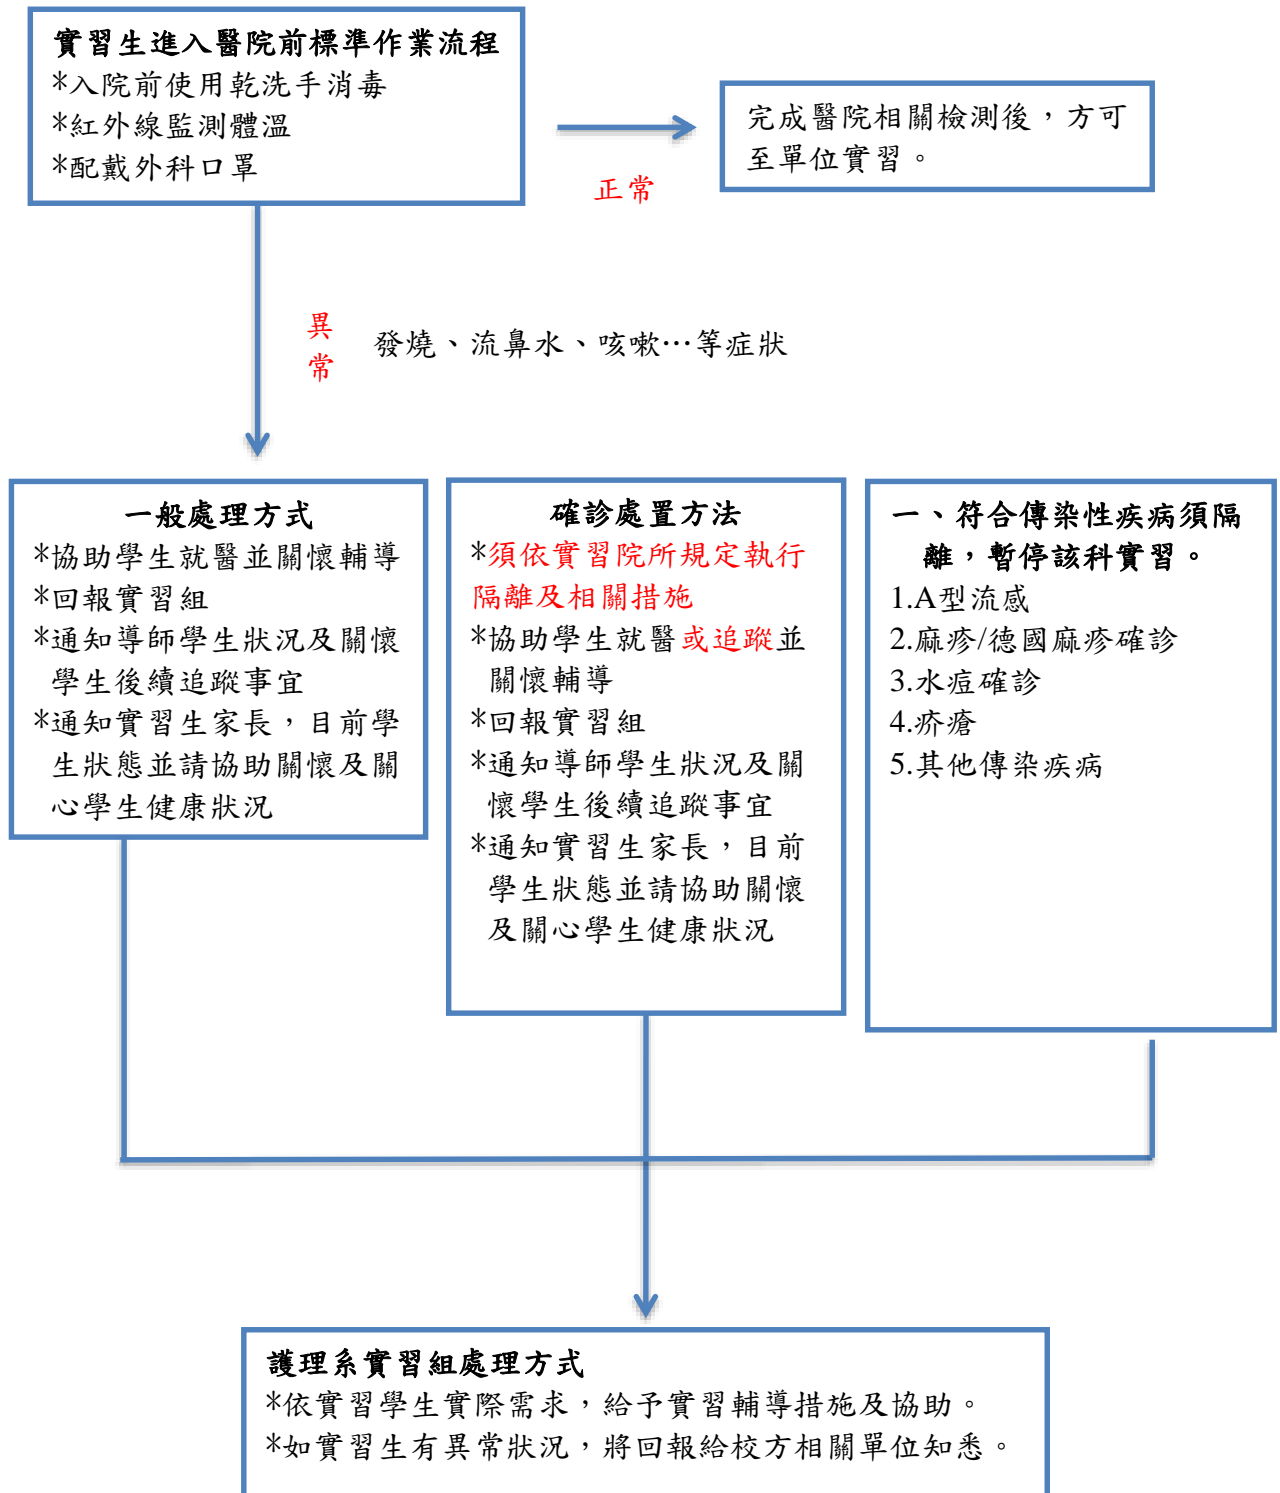 實習生進入醫院前標準作業流程
*入院前使用乾洗手消毒
*紅外線監測體溫
*配戴外科口罩
正常
完成醫院相關檢測後，方可
至單位實習。
異
常
發燒、流鼻水、咳嗽…等症狀
一般處理方式
*協助學生就醫並關懷輔導
*回報實習組
*通知導師學生狀況及關懷
學生後續追蹤事宜
*通知實習生家長，目前學
生狀態並請協助關懷及關
心學生健康狀況
確診處置方法
*須依實習院所規定執行
隔離及相關措施
*協助學生就醫或追蹤並
關懷輔導
*回報實習組
*通知導師學生狀況及關
懷學生後續追蹤事宜
*通知實習生家長，目前
學生狀態並請協助關懷
及關心學生健康狀況
一、符合傳染性疾病須隔
離，暫停該科實習。
1.A型流感
2.麻疹/德國麻疹確診
3.水痘確診
4.疥瘡
5.其他傳染疾病
護理系實習組處理方式
*依實習學生實際需求，給予實習輔導措施及協助。
*如實習生有異常狀況，將回報給校方相關單位知悉。